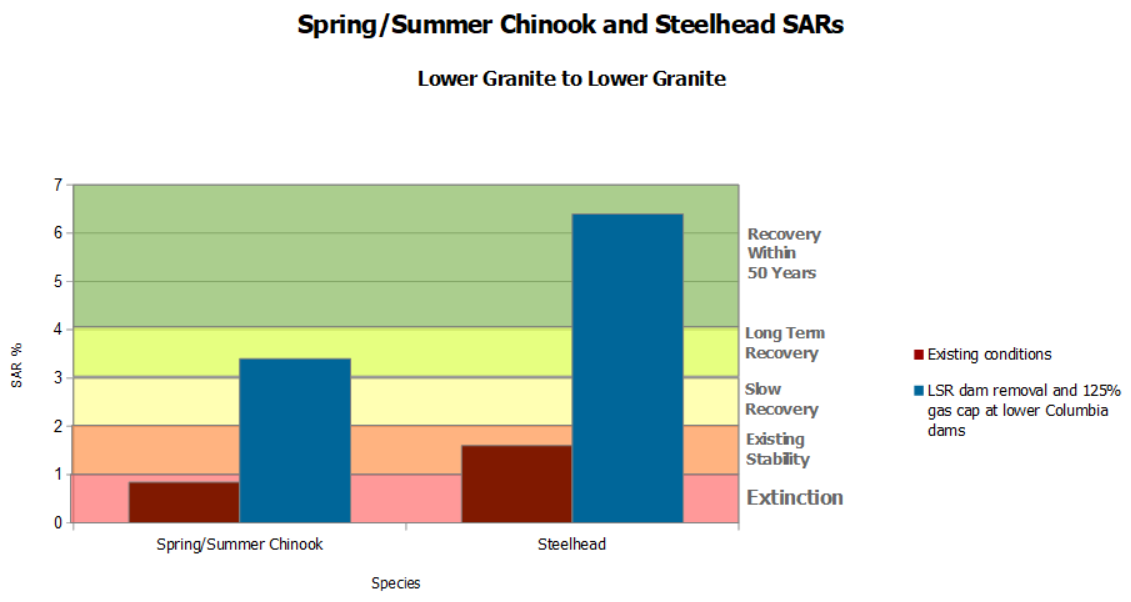 Spring/Summer Chinook and Steelhead SARs
Lower Granite to Lower Granite
SAR %
7
6
5
4
3
2
1
0
Recovery
Within
50 Years
Long Term
Recovery
Slow
Recovery
Existing
Stability
Extinction
Existing conditions
LSR dam removal and 125%
gas cap at lower Columbia
dams
Spring/Summer Chinook
Steelhead
Species